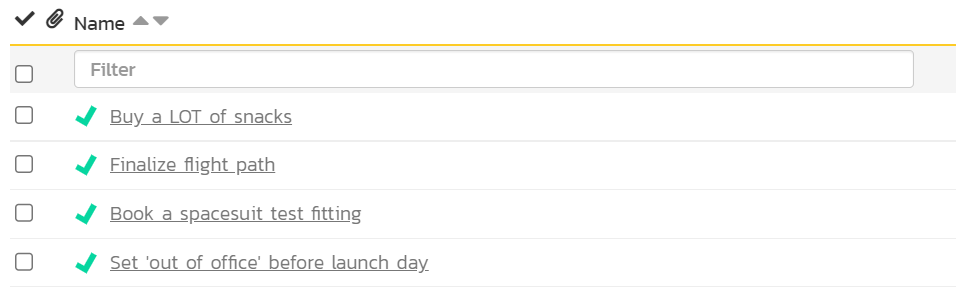 Name
Filter
Buy a LOT of snacks
Finalize flight path
Book a spacesuit test fitting
Set 'out of office' before launch day